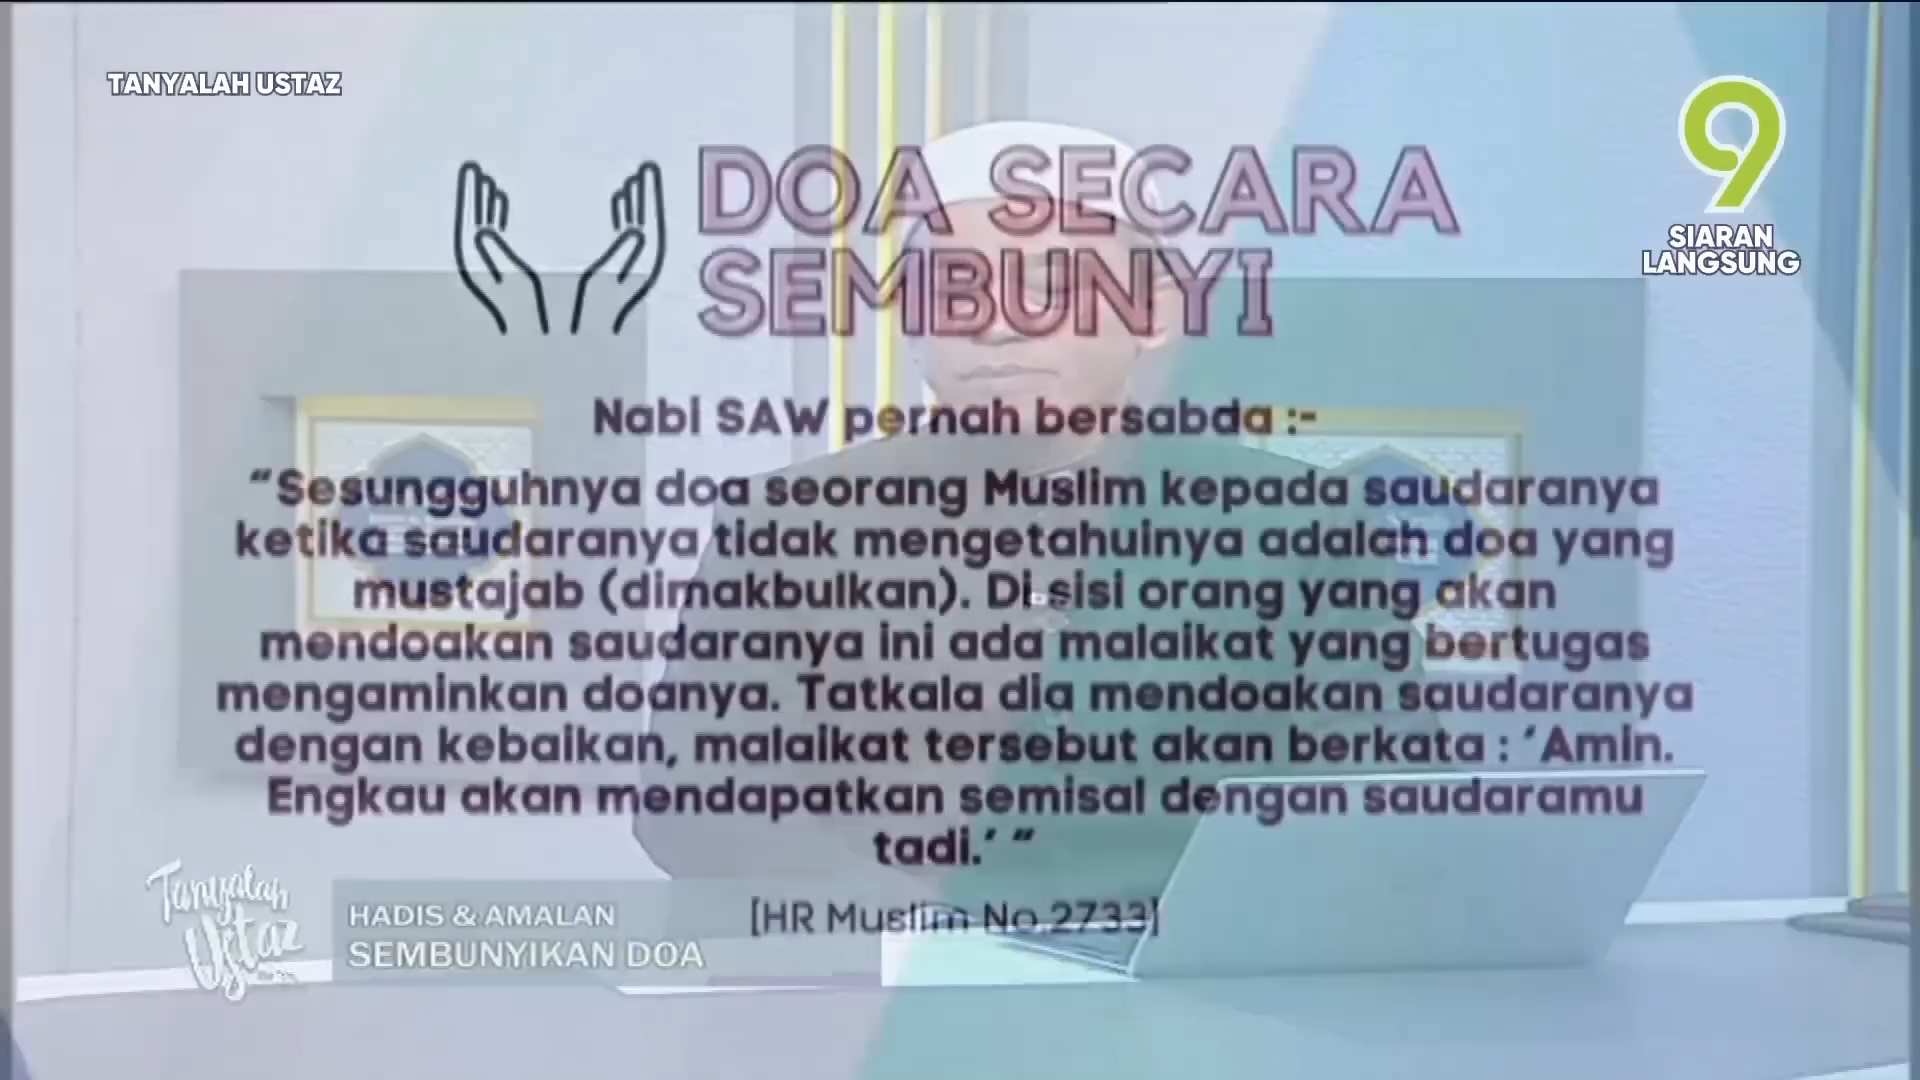 TANYALAH USTAZ
9
SIARAN
LANGSUNG
DOA SECARA
SEMBUNYI
Nabi SAW pernah bersabda :-
“Sesungguhnya doa seorang Muslim kepada saudaranya
ketika saudaranya tidak mengetahuinya adalah doa yang
mustajab (dimakbulkan). Di sisi orang yang akan
mendoakan saudaranya ini ada malaikat yang bertugas
mengaminkan doanya. Tatkala dia mendoakan saudaranya
dengan kebaikan, malaikat tersebut akan berkata : ‘Amin.
Engkau akan mendapatkan semisal dengan saudaramu
tadi.’ “
[HR Muslim No.2733]
Tanyalah
Ustaz
HADIS & AMALAN
SEMBUNYIKAN DOA